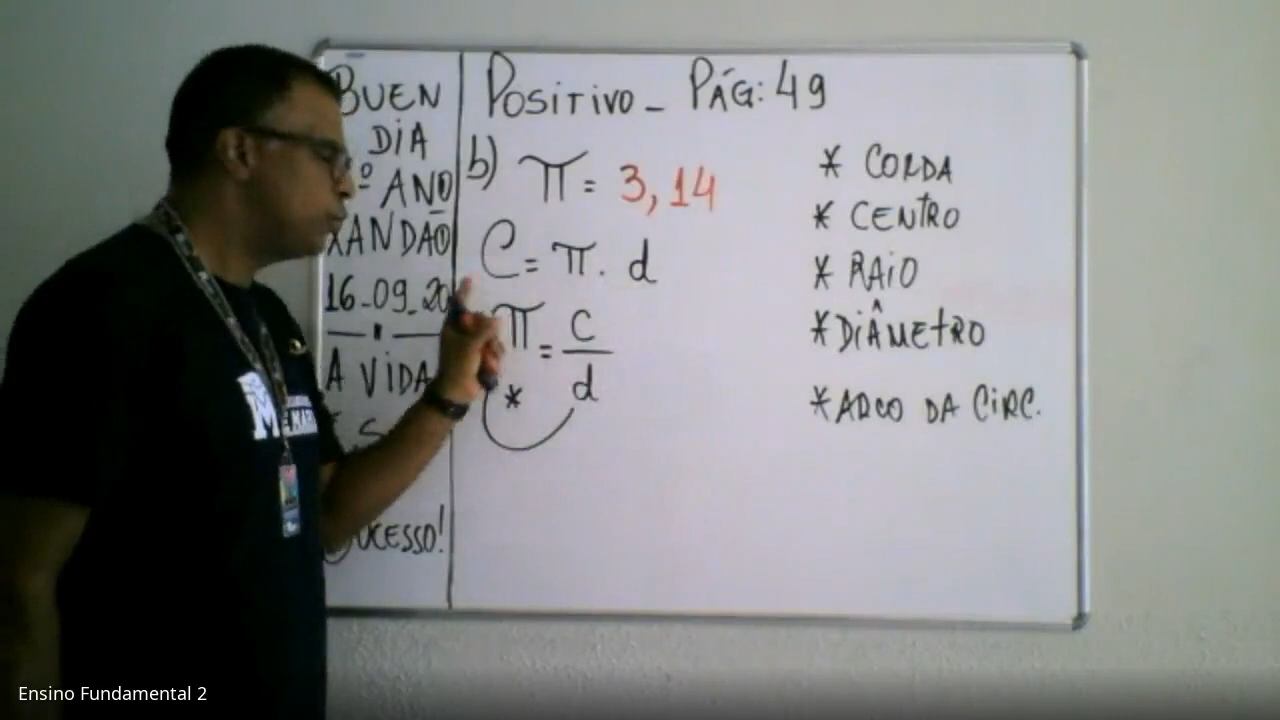 BUEN
DIA
º ANO
XANDÃO
16-09-20
A VIDA
SUCESSO!
POSITIVO - PÁG: 49
b) π = 3,14
C = π . d
π = C
d
*
* CORDA
* CENTRO
* RAIO
* DIÂMETRO
* ARCO DA CIRC.
Ensino Fundamental 2